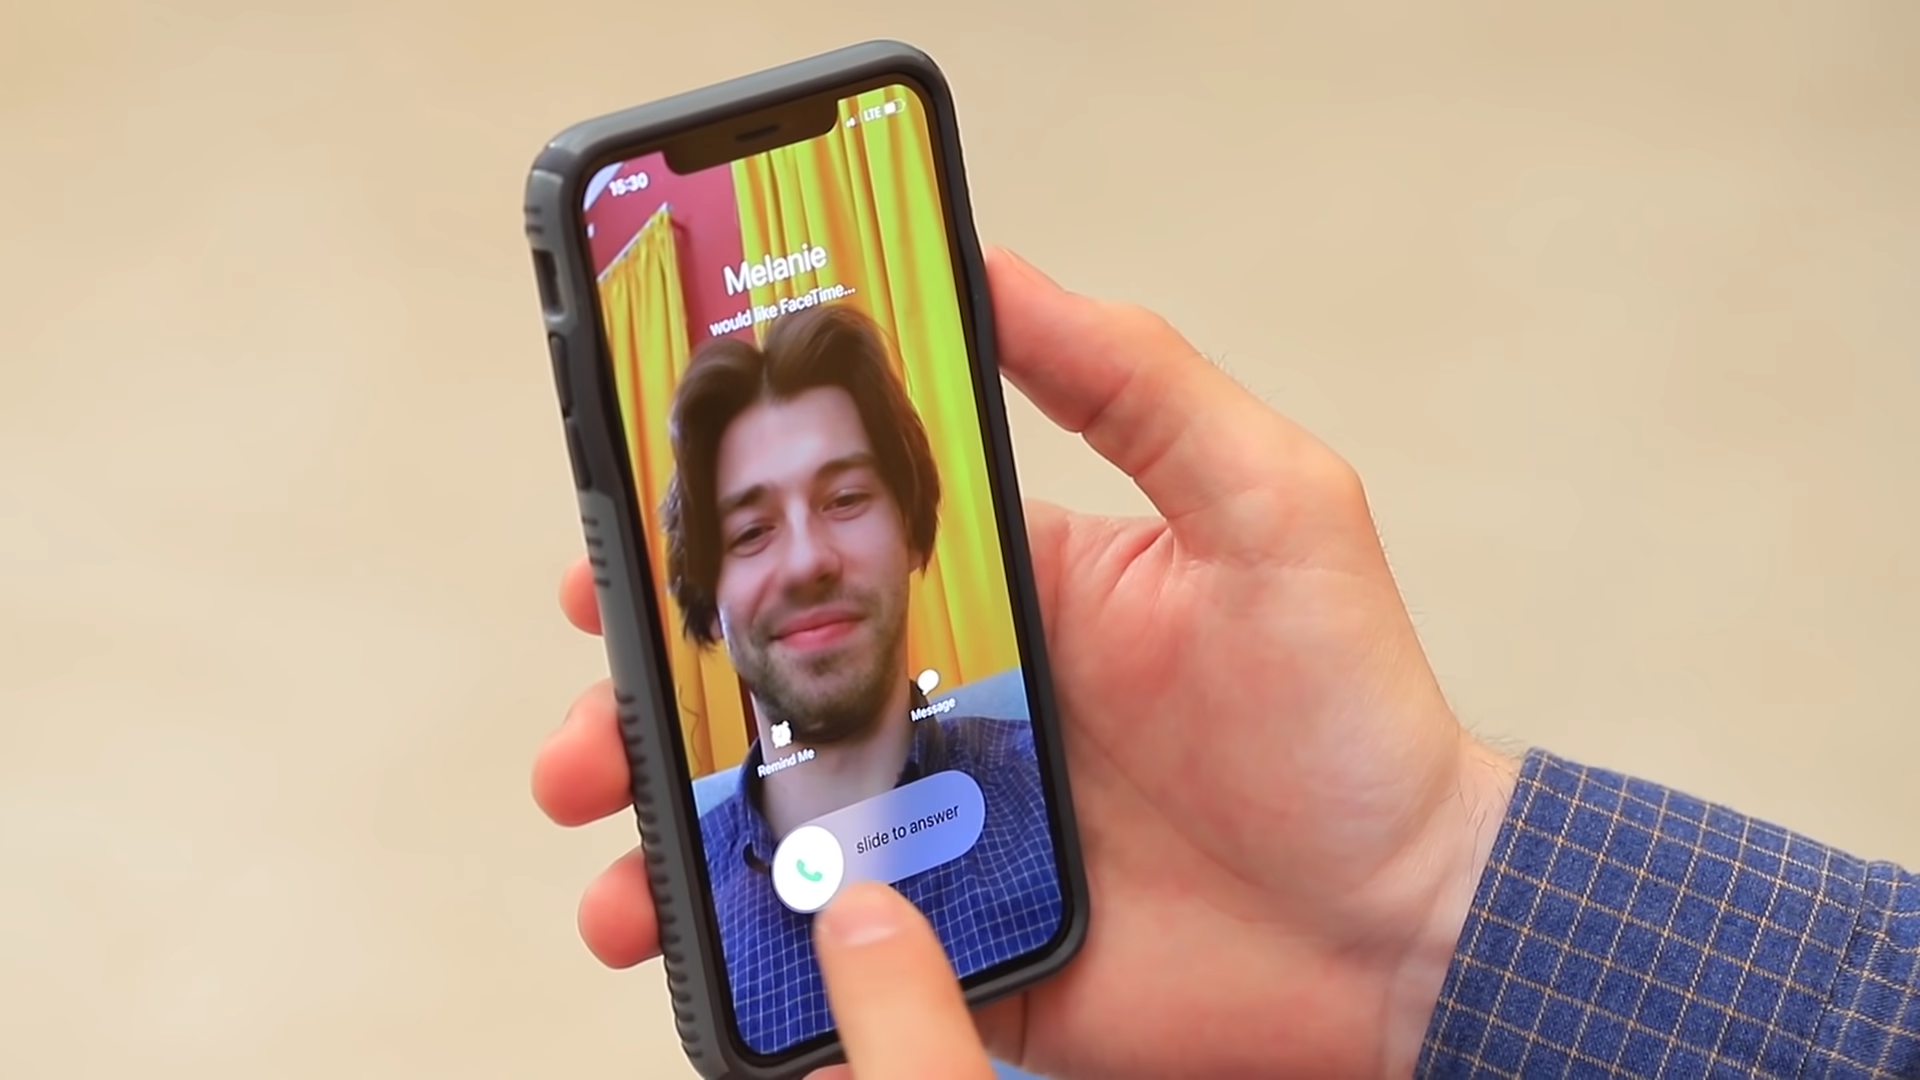 15:30
LTE
Melanie
would like FaceTime...
Message
Remind Me
slide to answer